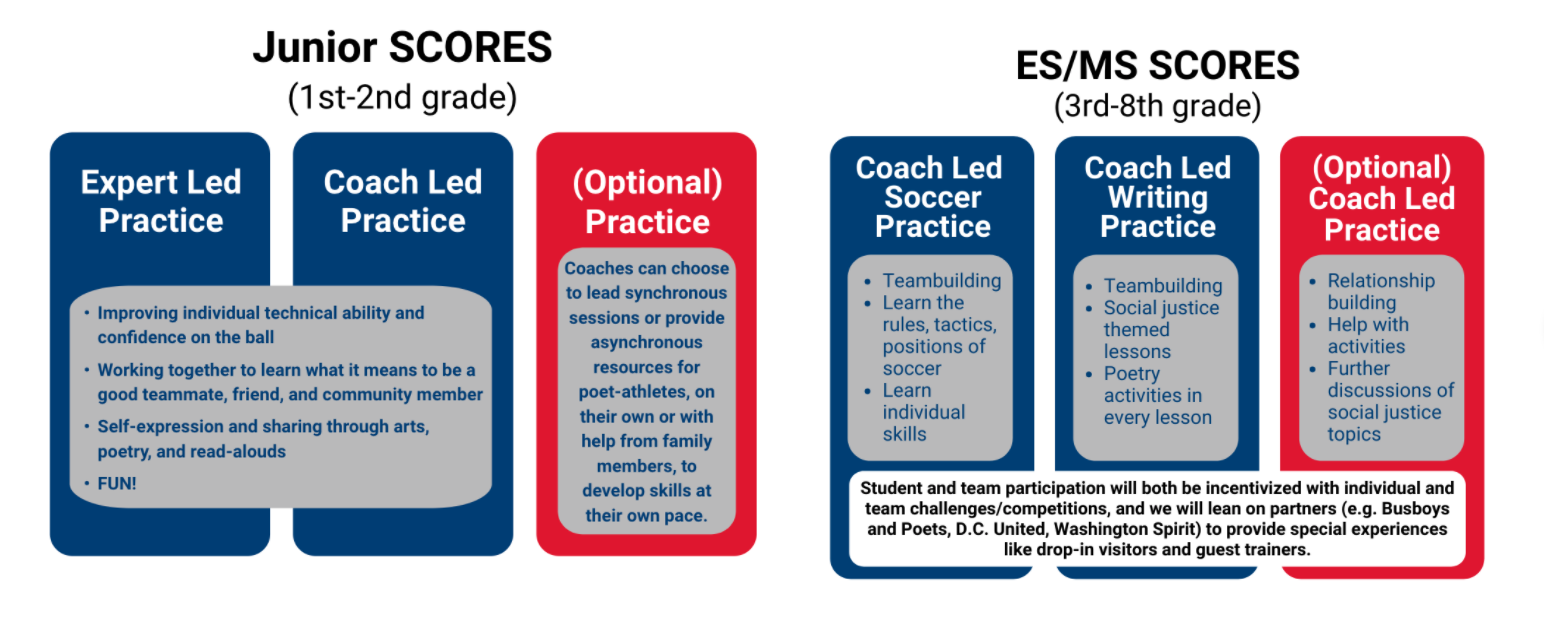 Junior SCORES
(1st-2nd grade)
Expert Led
Practice
Coach Led
Practice
• Improving individual technical ability and
confidence on the ball
• Working together to learn what it means to be a
good teammate, friend, and community member
• Self-expression and sharing through arts,
poetry, and read-alouds
• FUN!
(Optional)
Practice
Coaches can choose
to lead synchronous
sessions or provide
asynchronous
resources for
poet-athletes, on
their own or with
help from family
members, to
develop skills at
their own pace.
ES/MS SCORES
(3rd-8th grade)
Coach Led
Soccer
Practice
• Teambuilding
• Learn the
rules, tactics,
positions of
soccer
• Learn
individual
skills
Coach Led
Writing
Practice
• Teambuilding
• Social justice
themed
lessons
• Poetry
activities in
every lesson
(Optional)
Coach Led
Practice
• Relationship
building
• Help with
activities
• Further
discussions of
social justice
topics
Student and team participation will both be incentivized with individual and
team challenges/competitions, and we will lean on partners (e.g. Busboys
and Poets, D.C. United, Washington Spirit) to provide special experiences
like drop-in visitors and guest trainers.